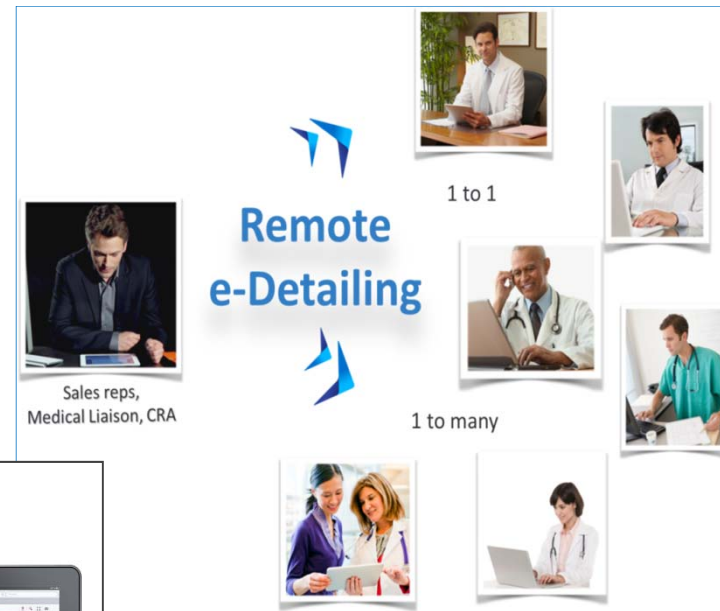 1 to 1
Remote
e-Detailing
Sales reps,
Medical Liaison, CRA
1 to many